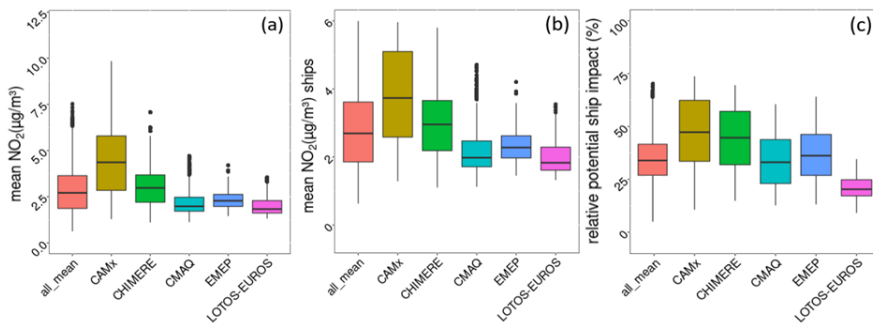 (a)
mean NO₂(µg/m³)
12.5
10.0
7.5
5.0
2.5
0.0
all_mean
CAMx
CHIMERE
CMAQ
EMEP
LOTOS-EUROS
(b)
mean NO₂(µg/m³) ships
6
4
2
0
all_mean
CAMx
CHIMERE
CMAQ
EMEP
LOTOS-EUROS
(c)
relative potential ship impact (%)
100
75
50
25
0
all_mean
CAMx
CHIMERE
CMAQ
EMEP
LOTOS-EUROS